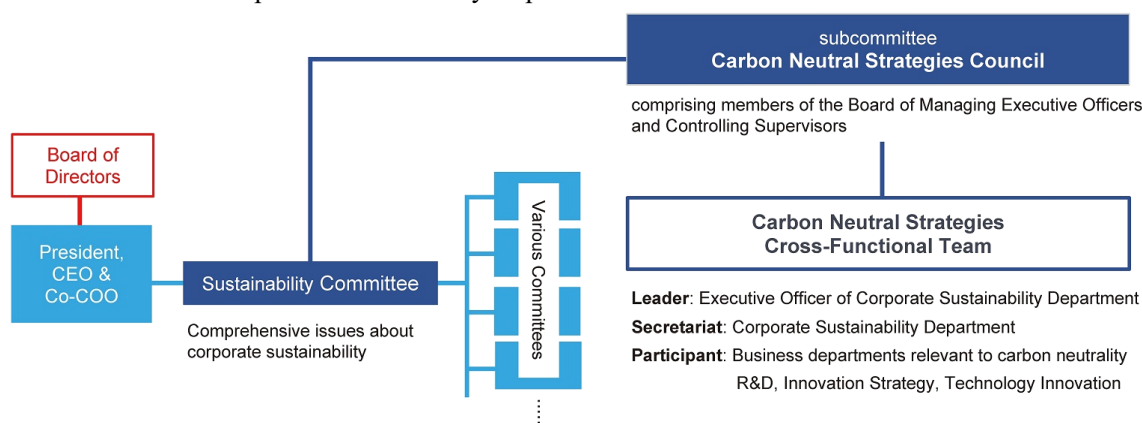 subcommittee
Carbon Neutral Strategies Council
comprising members of the Board of Managing Executive Officers
and Controlling Supervisors
Board of
Directors
President,
CEO &
Co-COO
Sustainability Committee
Comprehensive issues about
corporate sustainability
Various Committees
Carbon Neutral Strategies
Cross-Functional Team
Leader: Executive Officer of Corporate Sustainability Department
Secretariat: Corporate Sustainability Department
Participant: Business departments relevant to carbon neutrality
R&D, Innovation Strategy, Technology Innovation